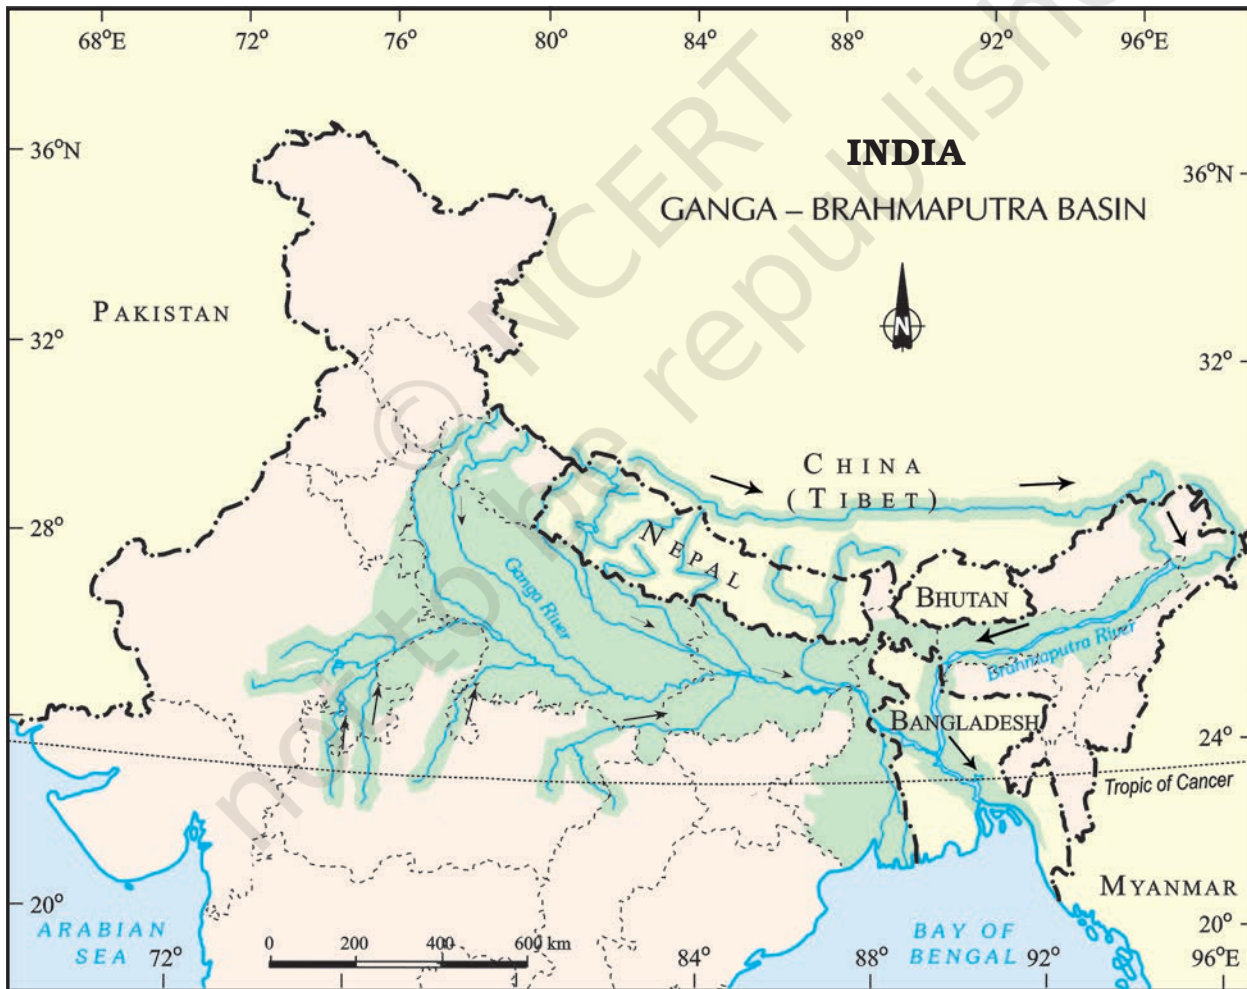 68°E 72° 76° 80° 84° 88° 92° 96°E
36°N
INDIA
36°N
GANGA – BRAHMAPUTRA BASIN
PAKISTAN
N
32°
32°
CHINA
(TIBET)
28°
NEPAL
28°
Ganga River
BHUTAN
Brahmaputra River
BANGLADESH
24°
Tropic of Cancer
MYANMAR
20°
20°
ARABIAN
SEA
0 200 400 600 km
BAY OF
BENGAL
72° 84° 88° 92° 96°E
© NCERT
not to be republished